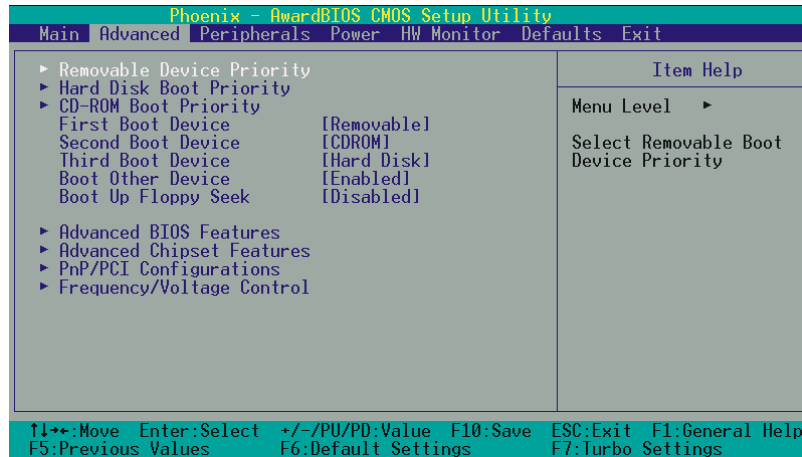 Phoenix - AwardBIOS CMOS Setup Utility
Main Advanced Peripherals Power HW Monitor Defaults Exit
► Removable Device Priority
► Hard Disk Boot Priority
► CD-ROM Boot Priority
First Boot Device [Removable]
Second Boot Device [CDROM]
Third Boot Device [Hard Disk]
Boot Other Device [Enabled]
Boot Up Floppy Seek [Disabled]
► Advanced BIOS Features
► Advanced Chipset Features
► PnP/PCI Configurations
► Frequency/Voltage Control
Item Help
Menu Level ►
Select Removable Boot
Device Priority
↑↓→←:Move Enter:Select +/-/PU/PD:Value F10:Save ESC:Exit F1:General Help
F5:Previous Values F6:Default Settings F7:Turbo Settings